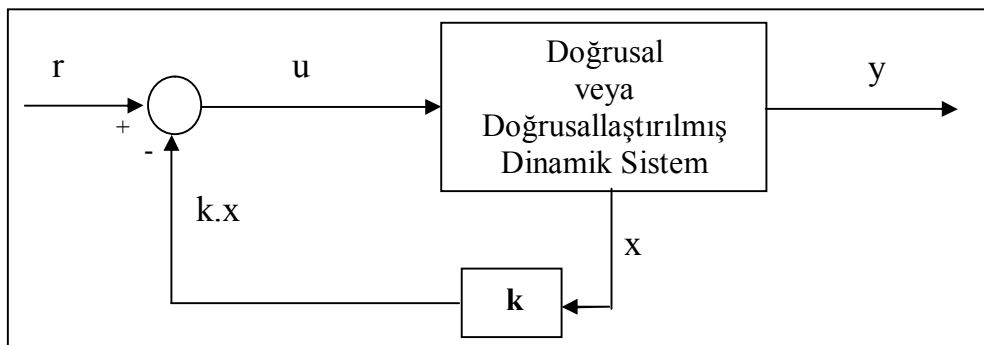 r
u
Doğrusal
veya
Doğrusallaştırılmış
Dinamik Sistem
y
+
-
k.x
x
k